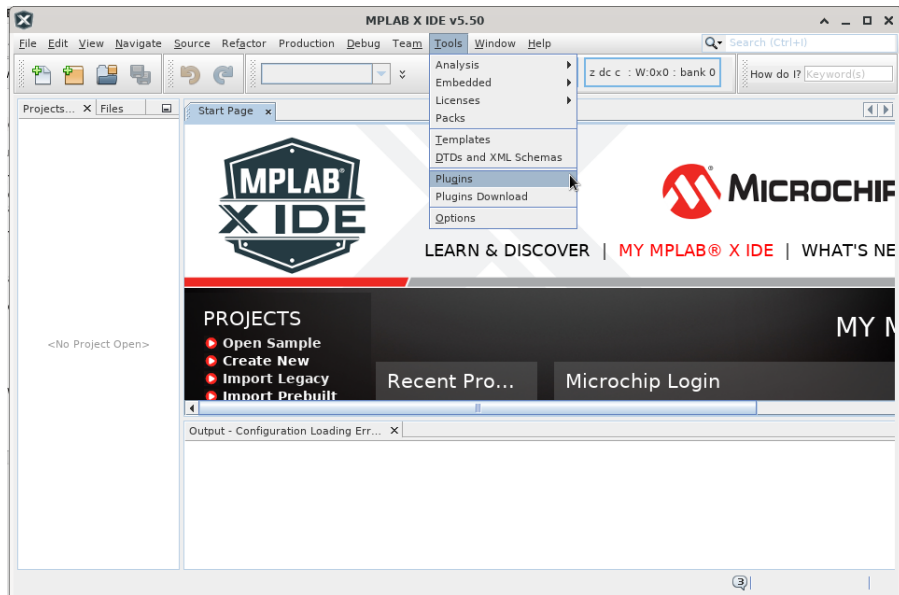 MPLAB X IDE v5.50
File Edit View Navigate Source Refactor Production Debug Team Tools Window Help
Search (Ctrl+I)
z dc c : W:0x0 : bank 0
How do I?
Keyword(s)
Projects...
Files
Start Page
Analysis
Embedded
Licenses
Packs
Templates
DTDs and XML Schemas
Plugins
Plugins Download
Options
MPLAB®
X IDE
MICROCHIP
LEARN & DISCOVER | MY MPLAB® X IDE | WHAT'S NE
<No Project Open>
PROJECTS
Open Sample
Create New
Import Legacy
Import Prebuilt
MY M
Recent Pro...
Microchip Login
Output - Configuration Loading Err...
3